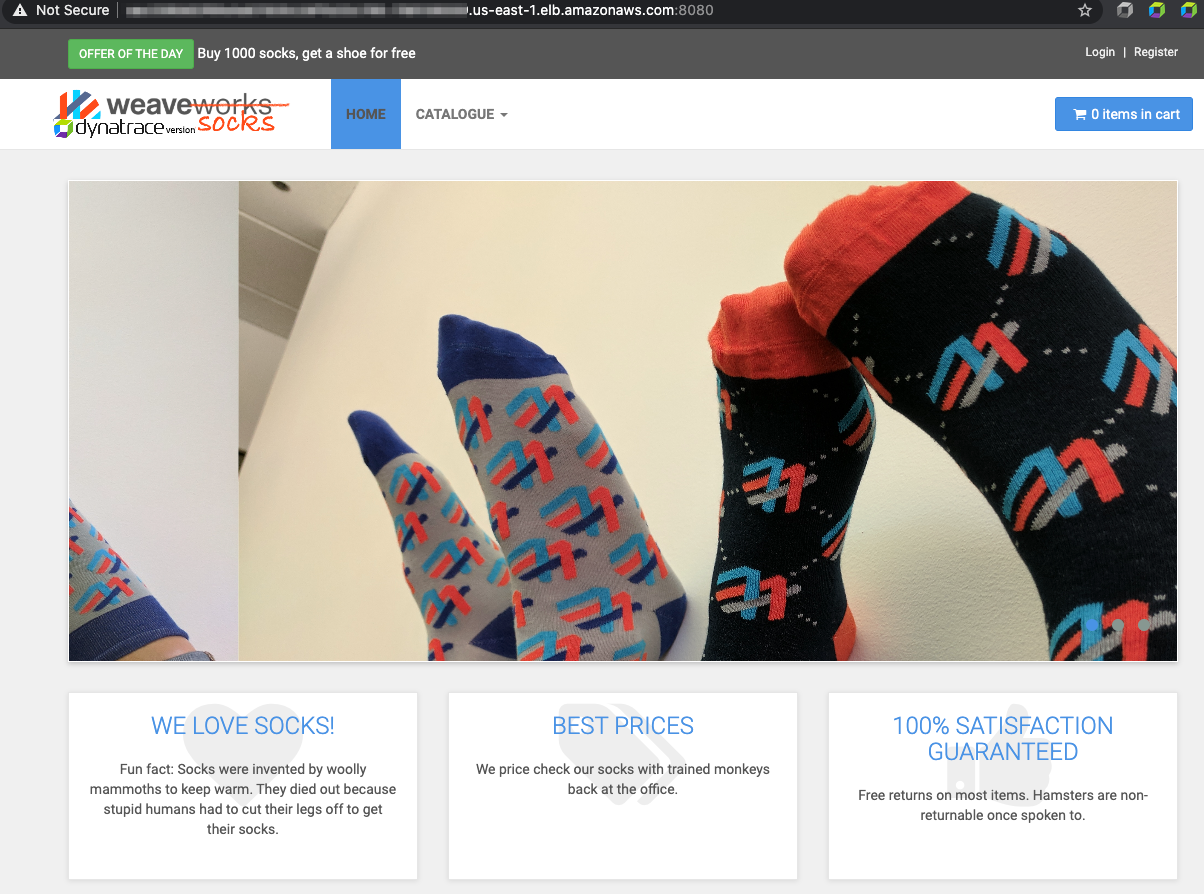 Not Secure
.us-east-1.elb.amazonaws.com:8080
OFFER OF THE DAY Buy 1000 socks, get a shoe for free
Login | Register
weaveworks
dynatrace version socks
HOME
CATALOGUE
0 items in cart
WE LOVE SOCKS!
Fun fact: Socks were invented by woolly
mammoths to keep warm. They died out because
stupid humans had to cut their legs off to get
their socks.
BEST PRICES
We price check our socks with trained monkeys
back at the office.
100% SATISFACTION
GUARANTEED
Free returns on most items. Hamsters are non-
returnable once spoken to.